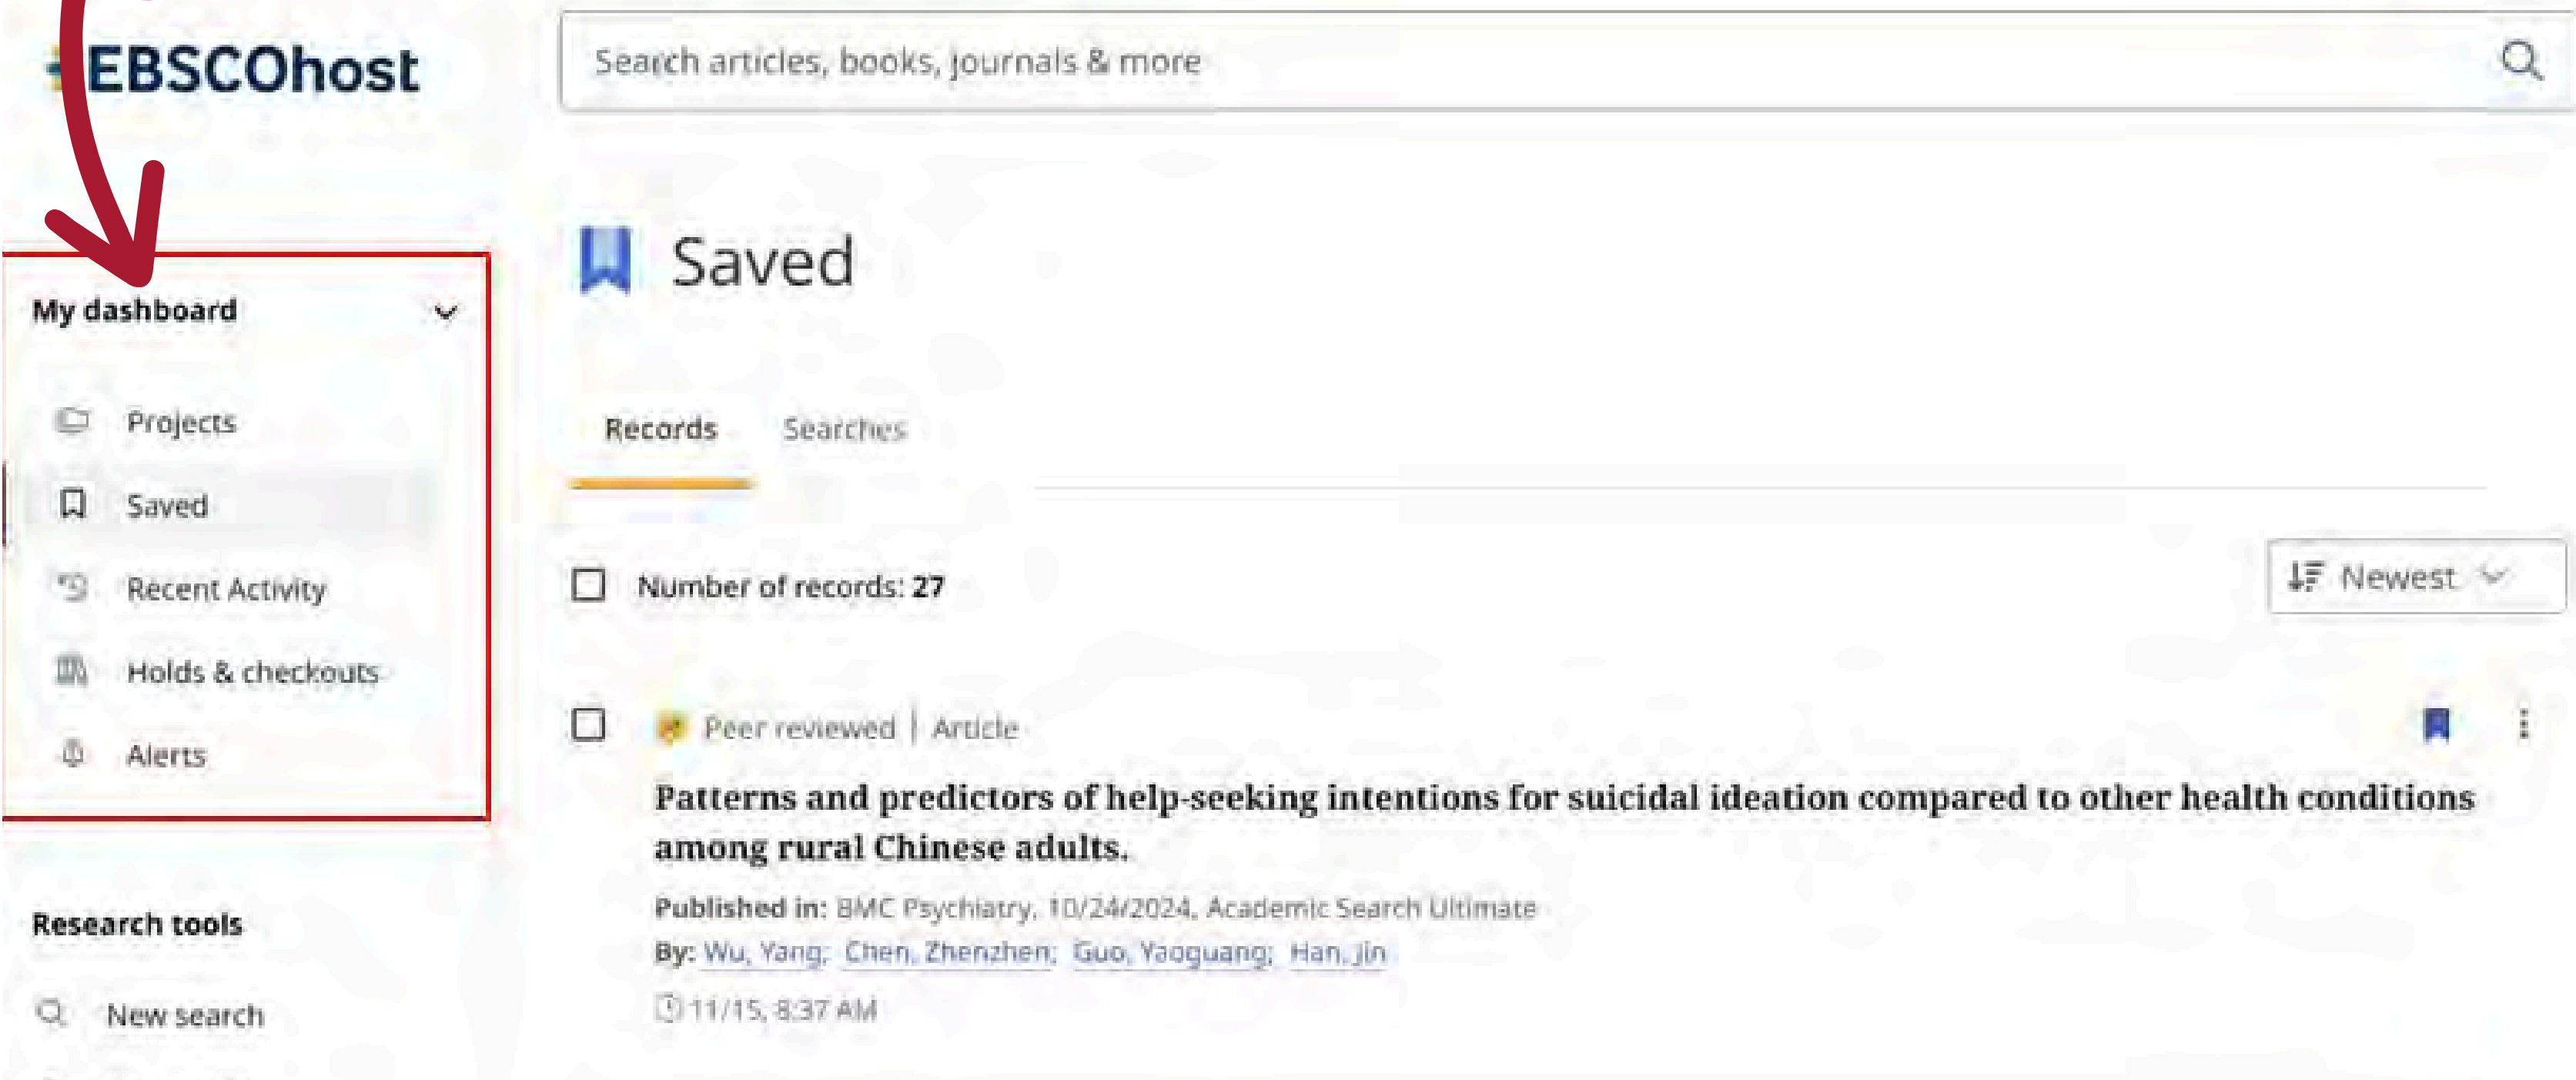 EBSCOhost
Search articles, books, journals & more
My dashboard
Projects
Saved
Recent Activity
Holds & checkouts
Alerts
Research tools
New search
Saved
Records Searches
Number of records: 27
Newest
Peer reviewed | Article
Patterns and predictors of help-seeking intentions for suicidal ideation compared to other health conditions
among rural Chinese adults.
Published in: BMC Psychiatry, 10/24/2024, Academic Search Ultimate
By: Wu, Yang; Chen, Zhenzhen; Guo, Yaoguang; Han, Jin
11/15, 8:37 AM